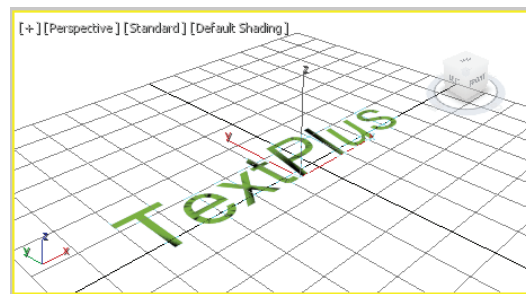 [+] [Perspective] [Standard] [Default Shading]
z
y
TextPlus
z
y
x